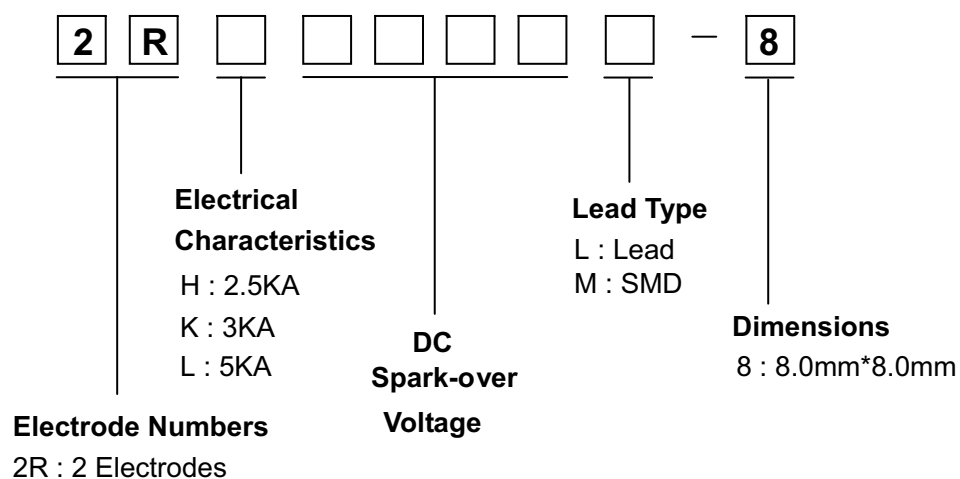 2 R – 8
Electrical
Characteristics
H : 2.5KA
K : 3KA
L : 5KA
Lead Type
L : Lead
M : SMD
DC
Spark-over
Voltage
Dimensions
8 : 8.0mm*8.0mm
Electrode Numbers
2R : 2 Electrodes